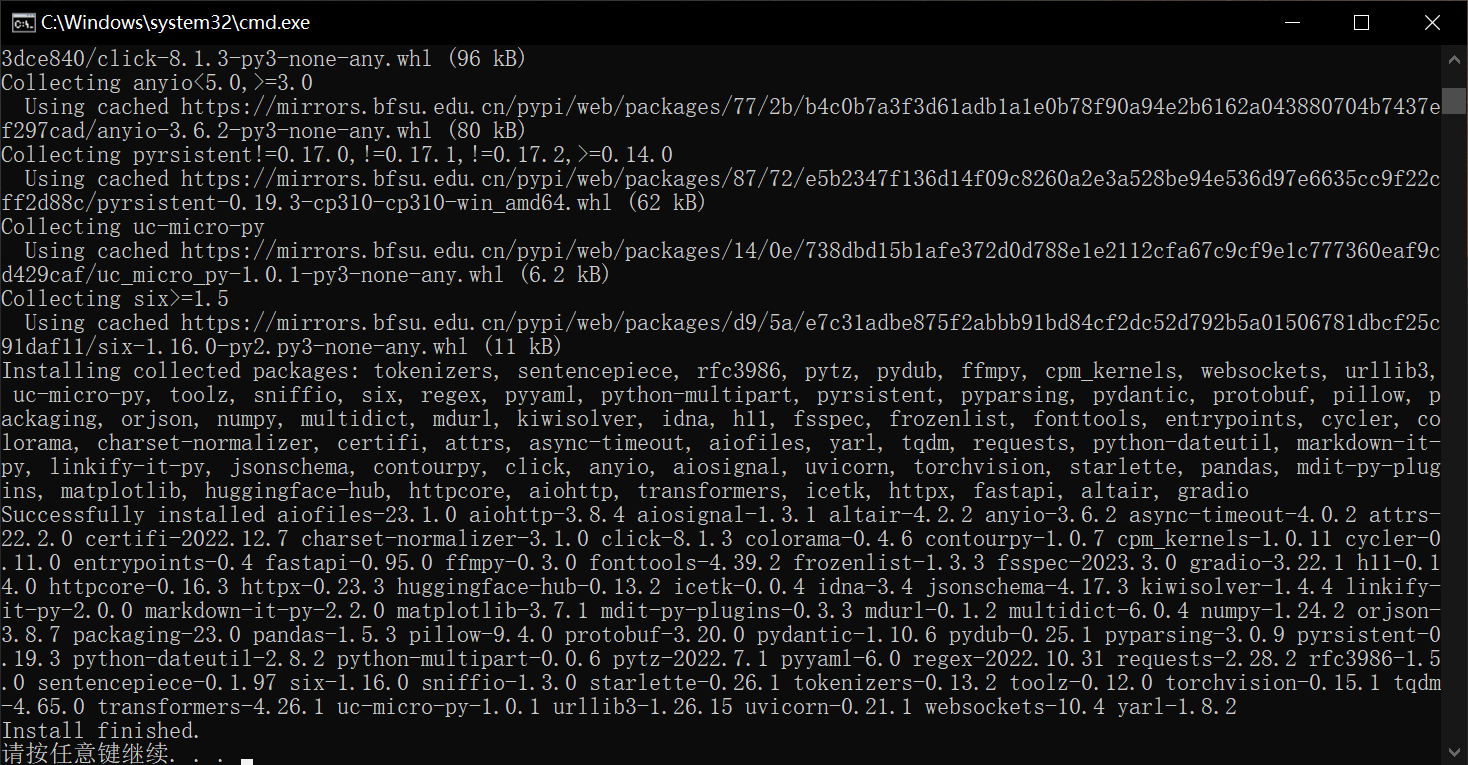 C:\Windows\system32\cmd.exe
3dce840/click-8.1.3-py3-none-any.whl (96 kB)
Collecting anyio<5.0,>=3.0
  Using cached https://mirrors.bfsu.edu.cn/pypi/web/packages/77/2b/b4c0b7a3f3d61adb1a1e0b78f90a94e2b6162a043880704b7437e
f297cad/anyio-3.6.2-py3-none-any.whl (80 kB)
Collecting pyrsistent!=0.17.0,!=0.17.1,!=0.17.2,>=0.14.0
  Using cached https://mirrors.bfsu.edu.cn/pypi/web/packages/87/72/e5b2347f136d14f09c8260a2e3a528be94e536d97e6635cc9f22c
ff2d88c/pyrsistent-0.19.3-cp310-cp310-win_amd64.whl (62 kB)
Collecting uc-micro-py
  Using cached https://mirrors.bfsu.edu.cn/pypi/web/packages/14/0e/738dbd15b1afe372d0d788e1e2112cfa67c9cf9e1c777360eaf9c
d429caf/uc_micro_py-1.0.1-py3-none-any.whl (6.2 kB)
Collecting six>=1.5
  Using cached https://mirrors.bfsu.edu.cn/pypi/web/packages/d9/5a/e7c31adbe875f2abbb91bd84cf2dc52d792b5a01506781dbcf25c
91daf11/six-1.16.0-py2.py3-none-any.whl (11 kB)
Installing collected packages: tokenizers, sentencepiece, rfc3986, pytz, pydub, ffmpy, cpm_kernels, websockets, urllib3,
 uc-micro-py, toolz, sniffio, six, regex, pyyaml, python-multipart, pyrsistent, pyparsing, pydantic, protobuf, pillow, p
ackaging, orjson, numpy, multidict, mdurl, kiwisolver, idna, h11, fsspec, frozenlist, fonttools, entrypoints, cycler, co
lorama, charset-normalizer, certifi, attrs, async-timeout, aiofiles, yarl, tqdm, requests, python-dateutil, markdown-it-
py, linkify-it-py, jsonschema, contourpy, click, anyio, aiosignal, uvicorn, torchvision, starlette, pandas, mdit-py-plug
ins, matplotlib, huggingface-hub, httpcore, aiohttp, transformers, icetk, httpx, fastapi, altair, gradio
Successfully installed aiofiles-23.1.0 aiohttp-3.8.4 aiosignal-1.3.1 altair-4.2.2 anyio-3.6.2 async-timeout-4.0.2 attrs-
22.2.0 certifi-2022.12.7 charset-normalizer-3.1.0 click-8.1.3 colorama-0.4.6 contourpy-1.0.7 cpm_kernels-1.0.11 cycler-0
.11.0 entrypoints-0.4 fastapi-0.95.0 ffmpy-0.3.0 fonttools-4.39.2 frozenlist-1.3.3 fsspec-2023.3.0 gradio-3.22.1 h11-0.1
4.0 httpcore-0.16.3 httpx-0.23.3 huggingface-hub-0.13.2 icetk-0.0.4 idna-3.4 jsonschema-4.17.3 kiwisolver-1.4.4 linkify-
it-py-2.0.0 markdown-it-py-2.2.0 matplotlib-3.7.1 mdit-py-plugins-0.3.3 mdurl-0.1.2 multidict-6.0.4 numpy-1.24.2 orjson-
3.8.7 packaging-23.0 pandas-1.5.3 pillow-9.4.0 protobuf-3.20.0 pydantic-1.10.6 pydub-0.25.1 pyparsing-3.0.9 pyrsistent-0
.19.3 python-dateutil-2.8.2 python-multipart-0.0.6 pytz-2022.7.1 pyyaml-6.0 regex-2022.10.31 requests-2.28.2 rfc3986-1.5
.0 sentencepiece-0.1.97 six-1.16.0 sniffio-1.3.0 starlette-0.26.1 tokenizers-0.13.2 toolz-0.12.0 torchvision-0.15.1 tqdm
-4.65.0 transformers-4.26.1 uc-micro-py-1.0.1 urllib3-1.26.15 uvicorn-0.21.1 websockets-10.4 yarl-1.8.2
Install finished.
请按任意键继续. . .